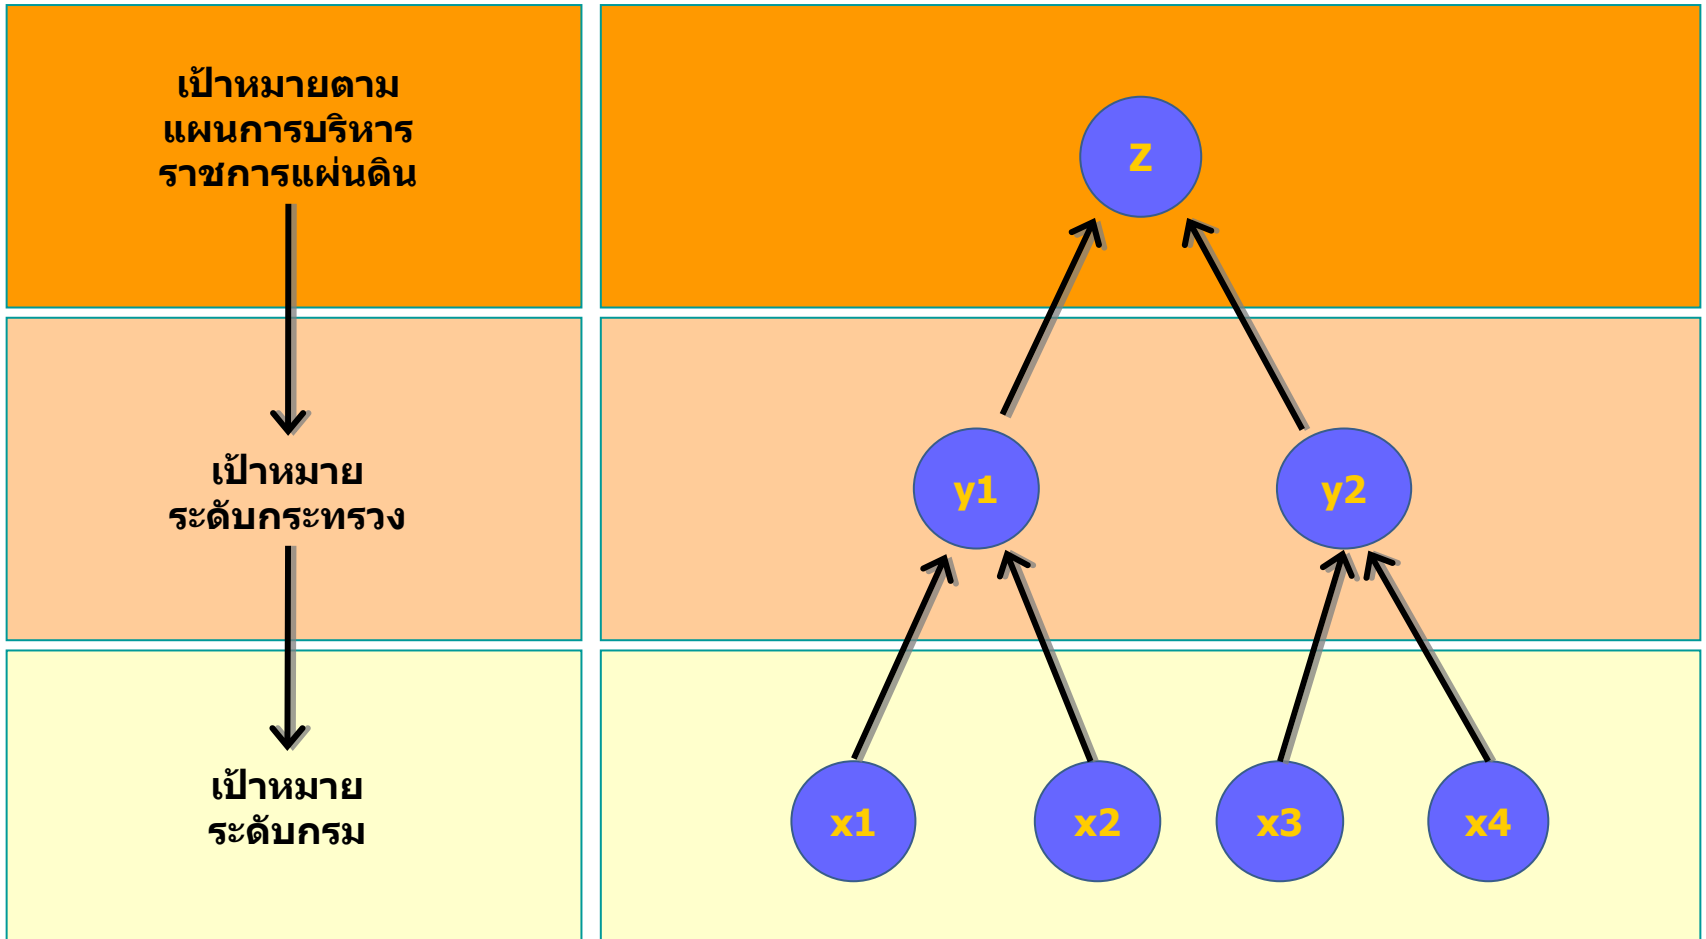 เป้าหมายตาม
แผนการบริหาร
ราชการแผ่นดิน
Z
เป้าหมาย
ระดับกระทรวง
y1
y2
เป้าหมาย
ระดับกรม
x1
x2
x3
x4